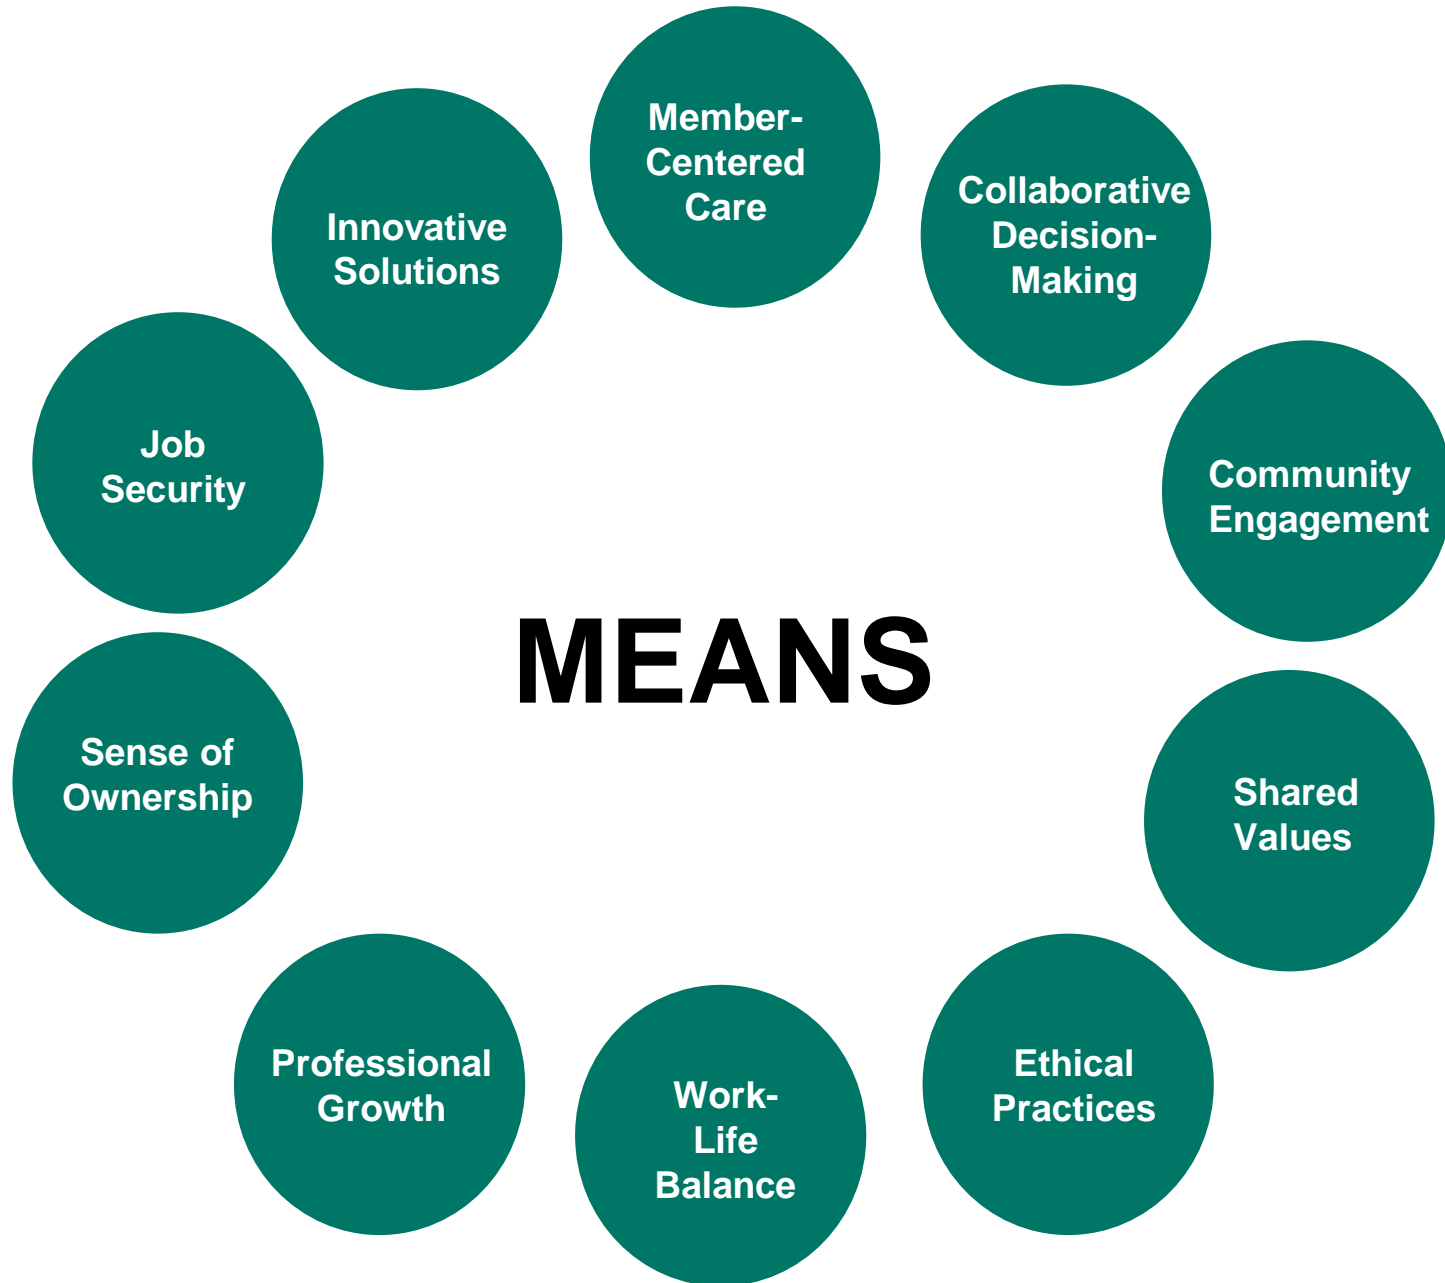 Member-
Centered
Care
Collaborative
Decision-
Making
Community
Engagement
Shared
Values
Ethical
Practices
Work-
Life
Balance
Professional
Growth
Sense of
Ownership
Job
Security
Innovative
Solutions
MEANS